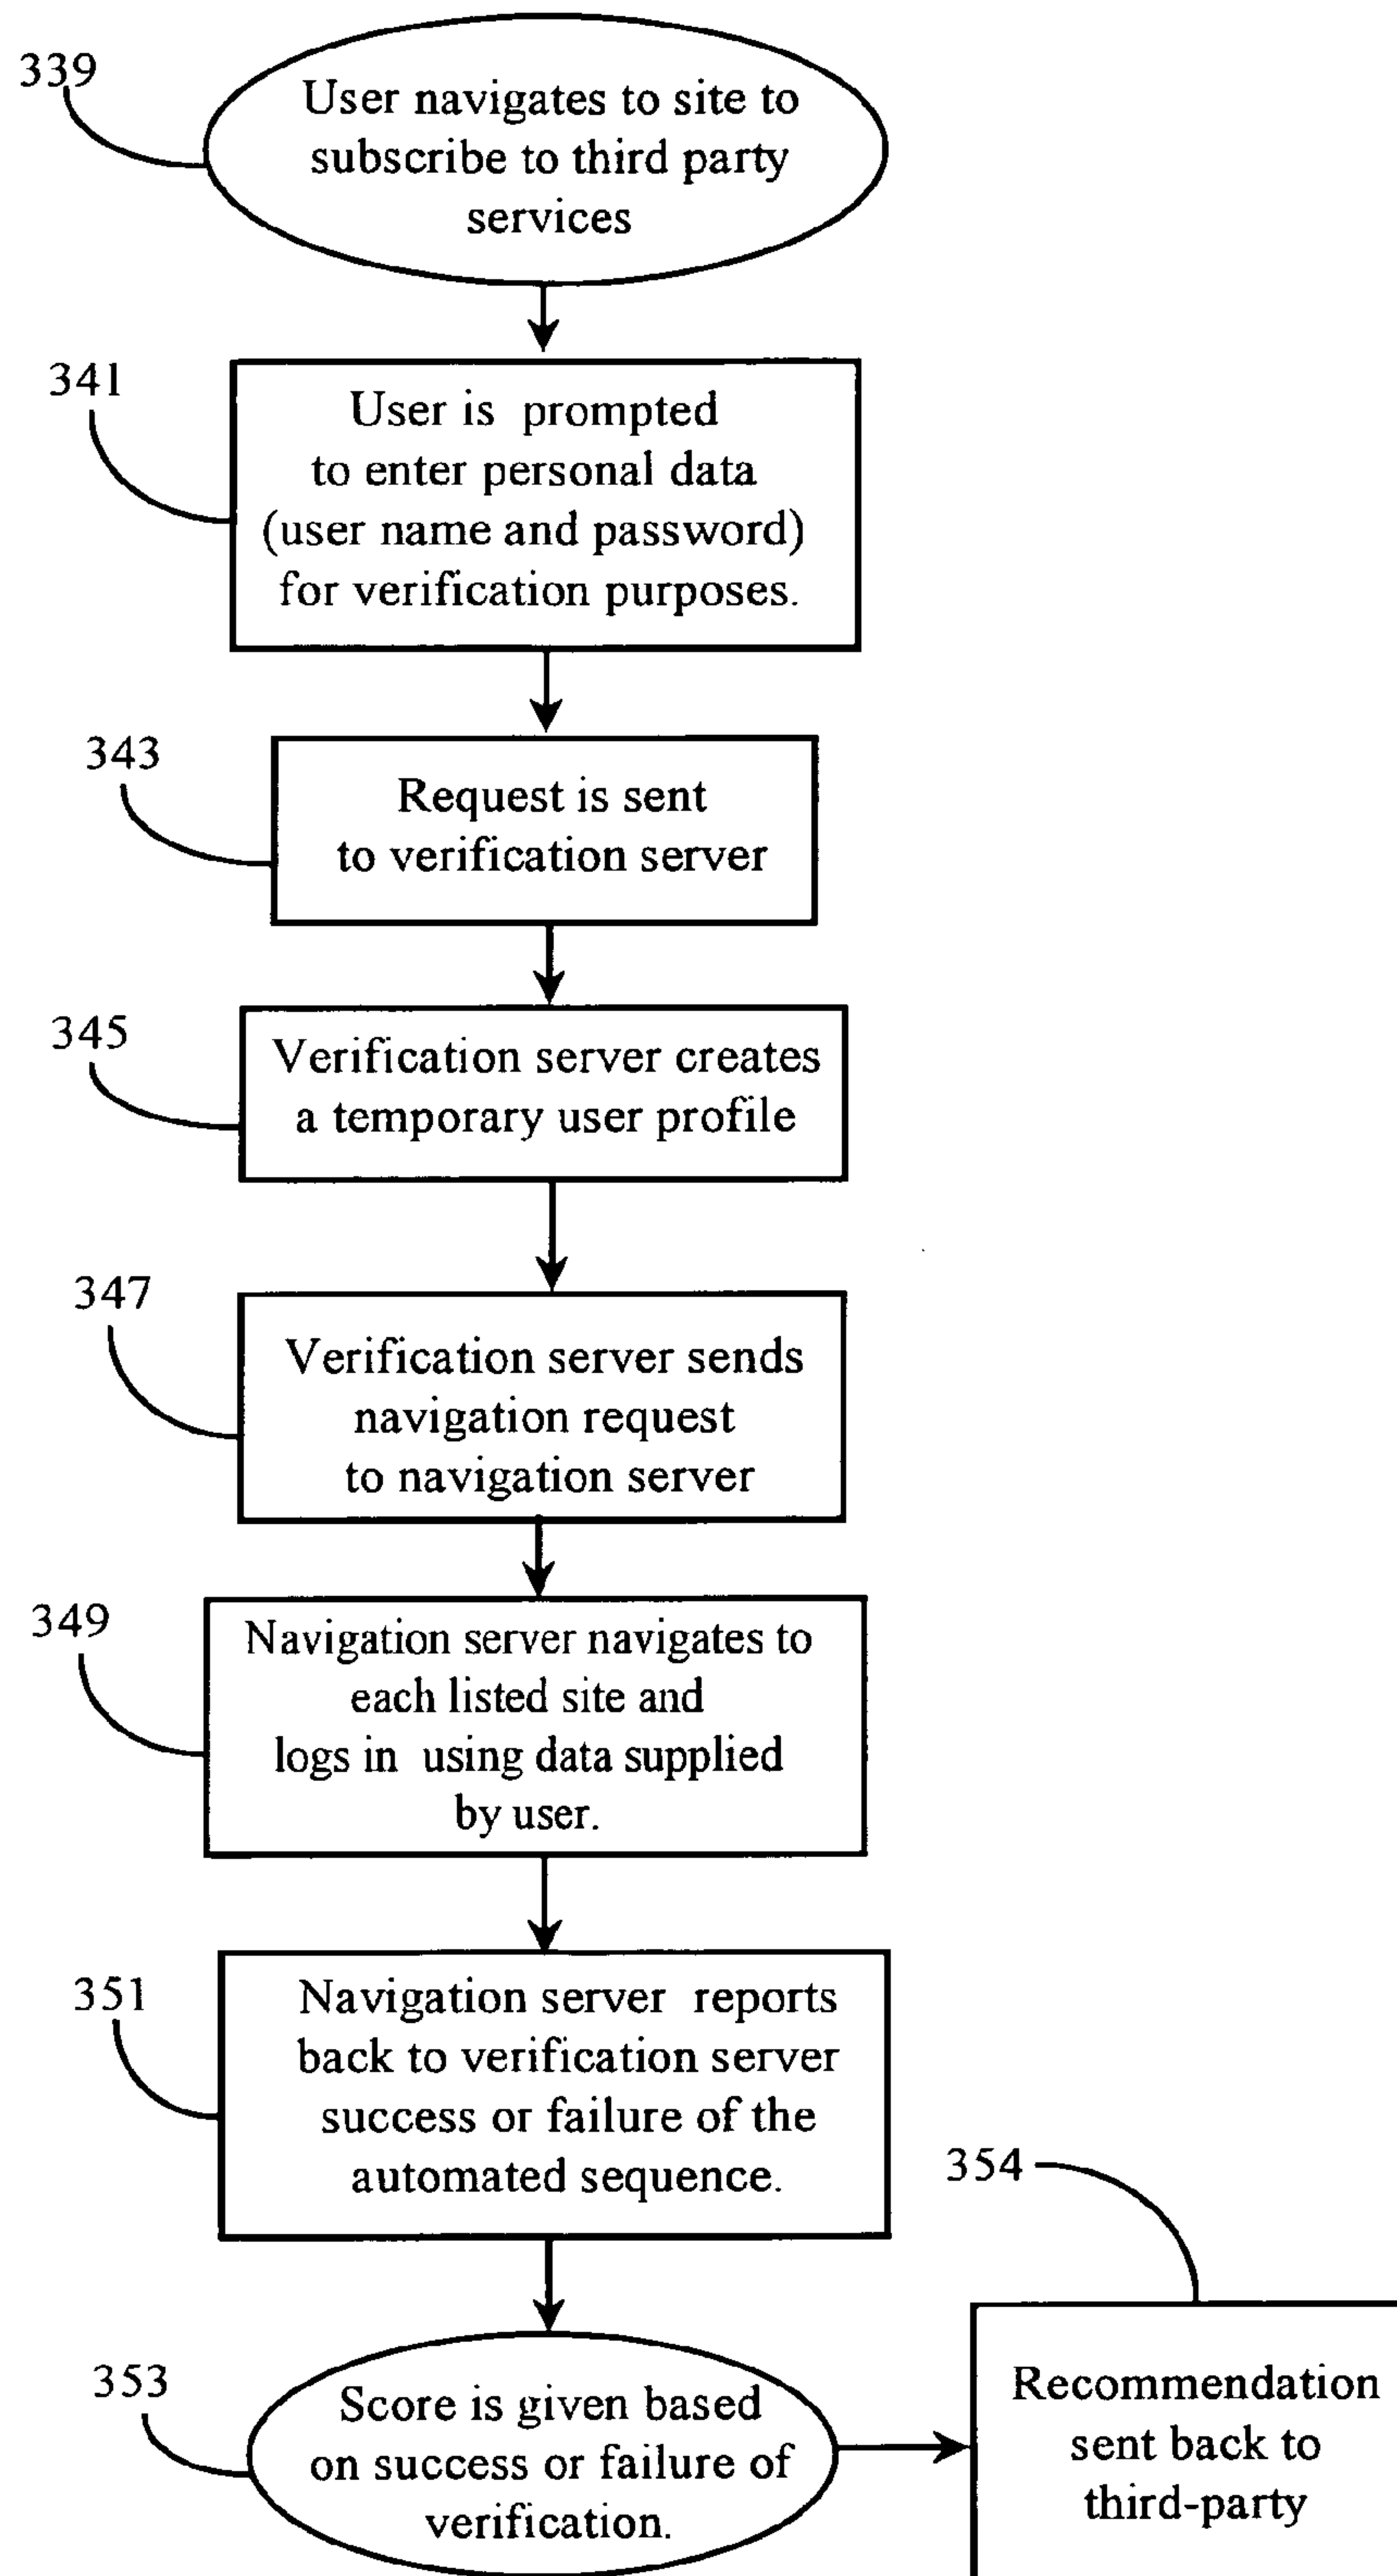 339
User navigates to site to
subscribe to third party
services
341
User is prompted
to enter personal data
(user name and password)
for verification purposes.
343
Request is sent
to verification server
345
Verification server creates
a temporary user profile
347
Verification server sends
navigation request
to navigation server
349
Navigation server navigates to
each listed site and
logs in using data supplied
by user.
351
Navigation server reports
back to verification server
success or failure of the
automated sequence.
353
Score is given based
on success or failure of
verification.
354
Recommendation
sent back to
third-party